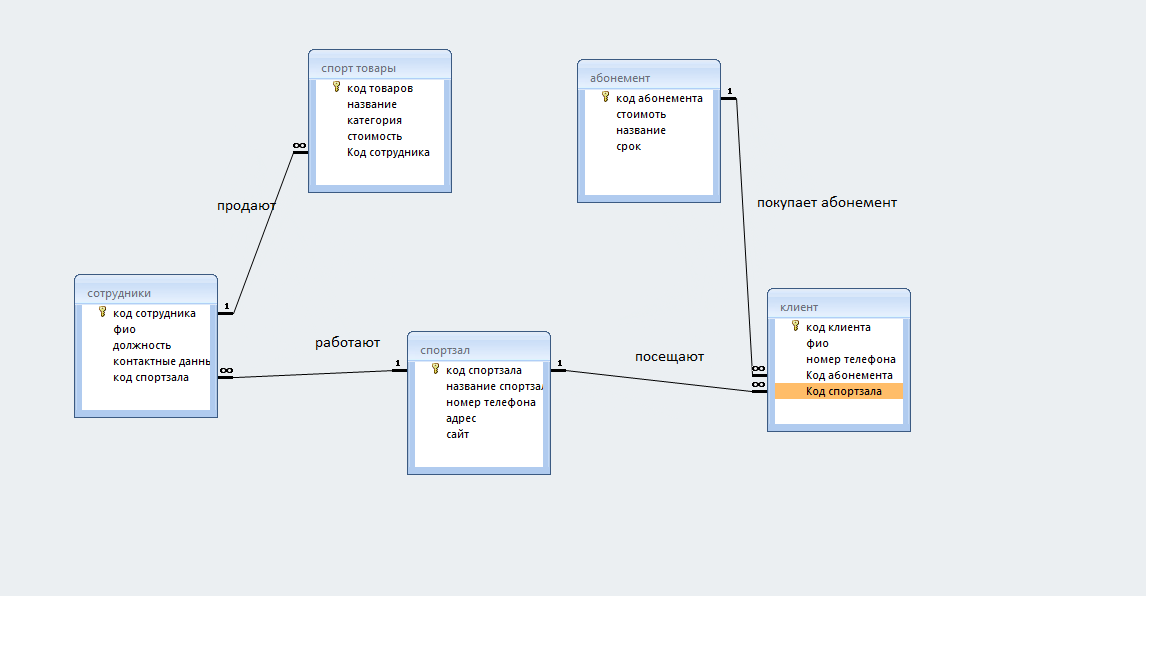 спорт товары
код товаров
название
категория
стоимость
Код сотрудника
абонемент
код абонемента
стоимоть
название
срок
1
∞
продают
покупает абонемент
сотрудники
код сотрудника
фио
должность
контактные даннь
код спортзала
1
∞
работают
1
спортзал
код спортзала
название спортзал
номер телефона
адрес
сайт
1
посещают
клиент
код клиента
фио
номер телефона
Код абонемента
Код спортзала
∞
∞